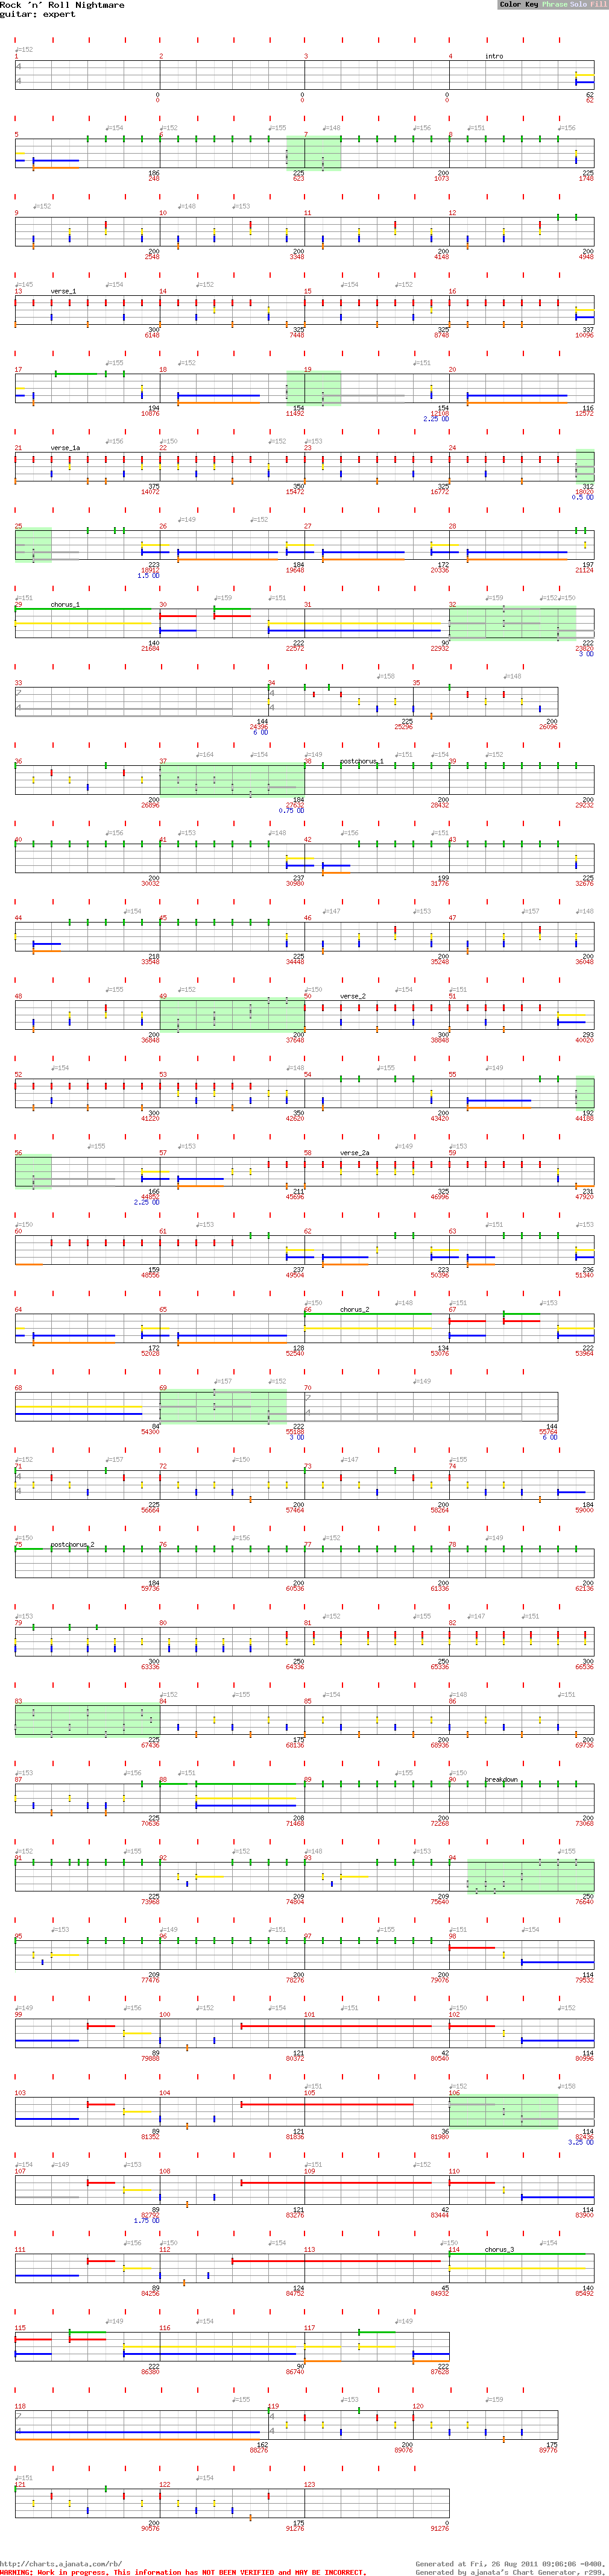 Rock 'n' Roll Nightmare
guitar: expert
Color Key Phrase Solo Fill
♩=152
1 2 3 4 intro
4
4
0 0 0 62
0 0 0 62
♩=154 ♩=152 ♩=155 ♩=148 ♩=156 ♩=151 ♩=156
5 6 7 8
186 225 200 225
248 623 1073 1748
♩=152 ♩=148 ♩=153
9 10 11 12
200 200 200 200
2548 3348 4148 4948
♩=145 ♩=154 ♩=152 ♩=154 ♩=152
13 verse_1 14 15 16
300 325 325 337
6148 7448 8748 10096
♩=155 ♩=152 ♩=151
17 18 19 20
194 154 154 116
10876 11492 12108 12572
2.25 OD
♩=156 ♩=150 ♩=152 ♩=153
21 verse_1a 22 23 24
375 350 325 312
14072 15472 16772 18020
0.5 OD
♩=149 ♩=152
25 26 27 28
223 184 172 197
18912 19648 20336 21124
1.5 OD
♩=151 ♩=159 ♩=151 ♩=159 ♩=152 ♩=150
29 chorus_1 30 31 32
140 222 90 222
21684 22572 22932 23820
3 OD
♩=158 ♩=148
33 34 35
7 4
4 4
144 225 200
24396 25296 26096
6 OD
♩=164 ♩=154 ♩=149 ♩=151 ♩=154 ♩=152
36 37 38 postchorus_1 39
200 184 200 200
26896 27632 28432 29232
0.75 OD
♩=156 ♩=153 ♩=148 ♩=156 ♩=151
40 41 42 43
200 237 199 225
30032 30980 31776 32676
♩=154 ♩=147 ♩=153 ♩=157 ♩=148
44 45 46 47
218 225 200 200
33548 34448 35248 36048
♩=155 ♩=152 ♩=150 ♩=154 ♩=151
48 49 50 verse_2 51
200 200 300 293
36848 37648 38848 40020
♩=154 ♩=148 ♩=155 ♩=149
52 53 54 55
300 350 200 192
41220 42620 43420 44188
♩=155 ♩=153 ♩=149 ♩=153
56 57 58 verse_2a 59
166 211 325 231
44852 45696 46996 47920
2.25 OD
♩=150 ♩=153 ♩=151 ♩=153
60 61 62 63
159 237 223 236
48556 49504 50396 51340
♩=150 ♩=148 ♩=151 ♩=153
64 65 66 chorus_2 67
172 128 134 222
52028 52540 53076 53964
♩=157 ♩=152 ♩=149
68 69 70
7
4
84 222 144
54300 55188 55764
3 OD 6 OD
♩=152 ♩=157 ♩=150 ♩=147 ♩=155
71 72 73 74
4
4
225 200 200 184
56664 57464 58264 59000
♩=150 ♩=156 ♩=152 ♩=149
75 postchorus_2 76 77 78
184 200 200 200
59736 60536 61336 62136
♩=153 ♩=152 ♩=155 ♩=147 ♩=151
79 80 81 82
300 250 250 300
63336 64336 65336 66536
♩=152 ♩=155 ♩=154 ♩=148 ♩=151
83 84 85 86
225 175 200 200
67436 68136 68936 69736
♩=153 ♩=156 ♩=151 ♩=155 ♩=150
87 88 89 90 breakdown
225 208 200 200
70636 71468 72268 73068
♩=152 ♩=155 ♩=152 ♩=148 ♩=153 ♩=155
91 92 93 94
225 209 209 250
73968 74804 75640 76640
♩=153 ♩=149 ♩=151 ♩=155 ♩=151 ♩=154
95 96 97 98
209 200 200 114
77476 78276 79076 79532
♩=149 ♩=156 ♩=152 ♩=154 ♩=151 ♩=150 ♩=152
99 100 101 102
89 121 42 114
79888 80372 80540 80996
♩=151 ♩=152 ♩=158
103 104 105 106
89 121 36 114
81352 81836 81980 82436
3.25 OD
♩=154 ♩=149 ♩=153 ♩=151 ♩=152
107 108 109 110
89 121 42 114
82792 83276 83444 83900
1.75 OD
♩=156 ♩=150 ♩=154 ♩=150 ♩=154
111 112 113 114 chorus_3
89 124 45 140
84256 84752 84932 85492
♩=149 ♩=154 ♩=149
115 116 117
222 90 222
86380 86740 87628
♩=155 ♩=153 ♩=159
118 119 120
7 4
4 4
162 200 175
88276 89076 89776
♩=151 ♩=154
121 122 123
200 175 0
90576 91276 91276
http://charts.ajanata.com/rb/ Generated at Fri, 26 Aug 2011 09:06:06 -0400.
WARNING: Work in progress. This information has NOT BEEN VERIFIED and MAY BE INCORRECT. Generated by ajanata's Chart Generator, r299.